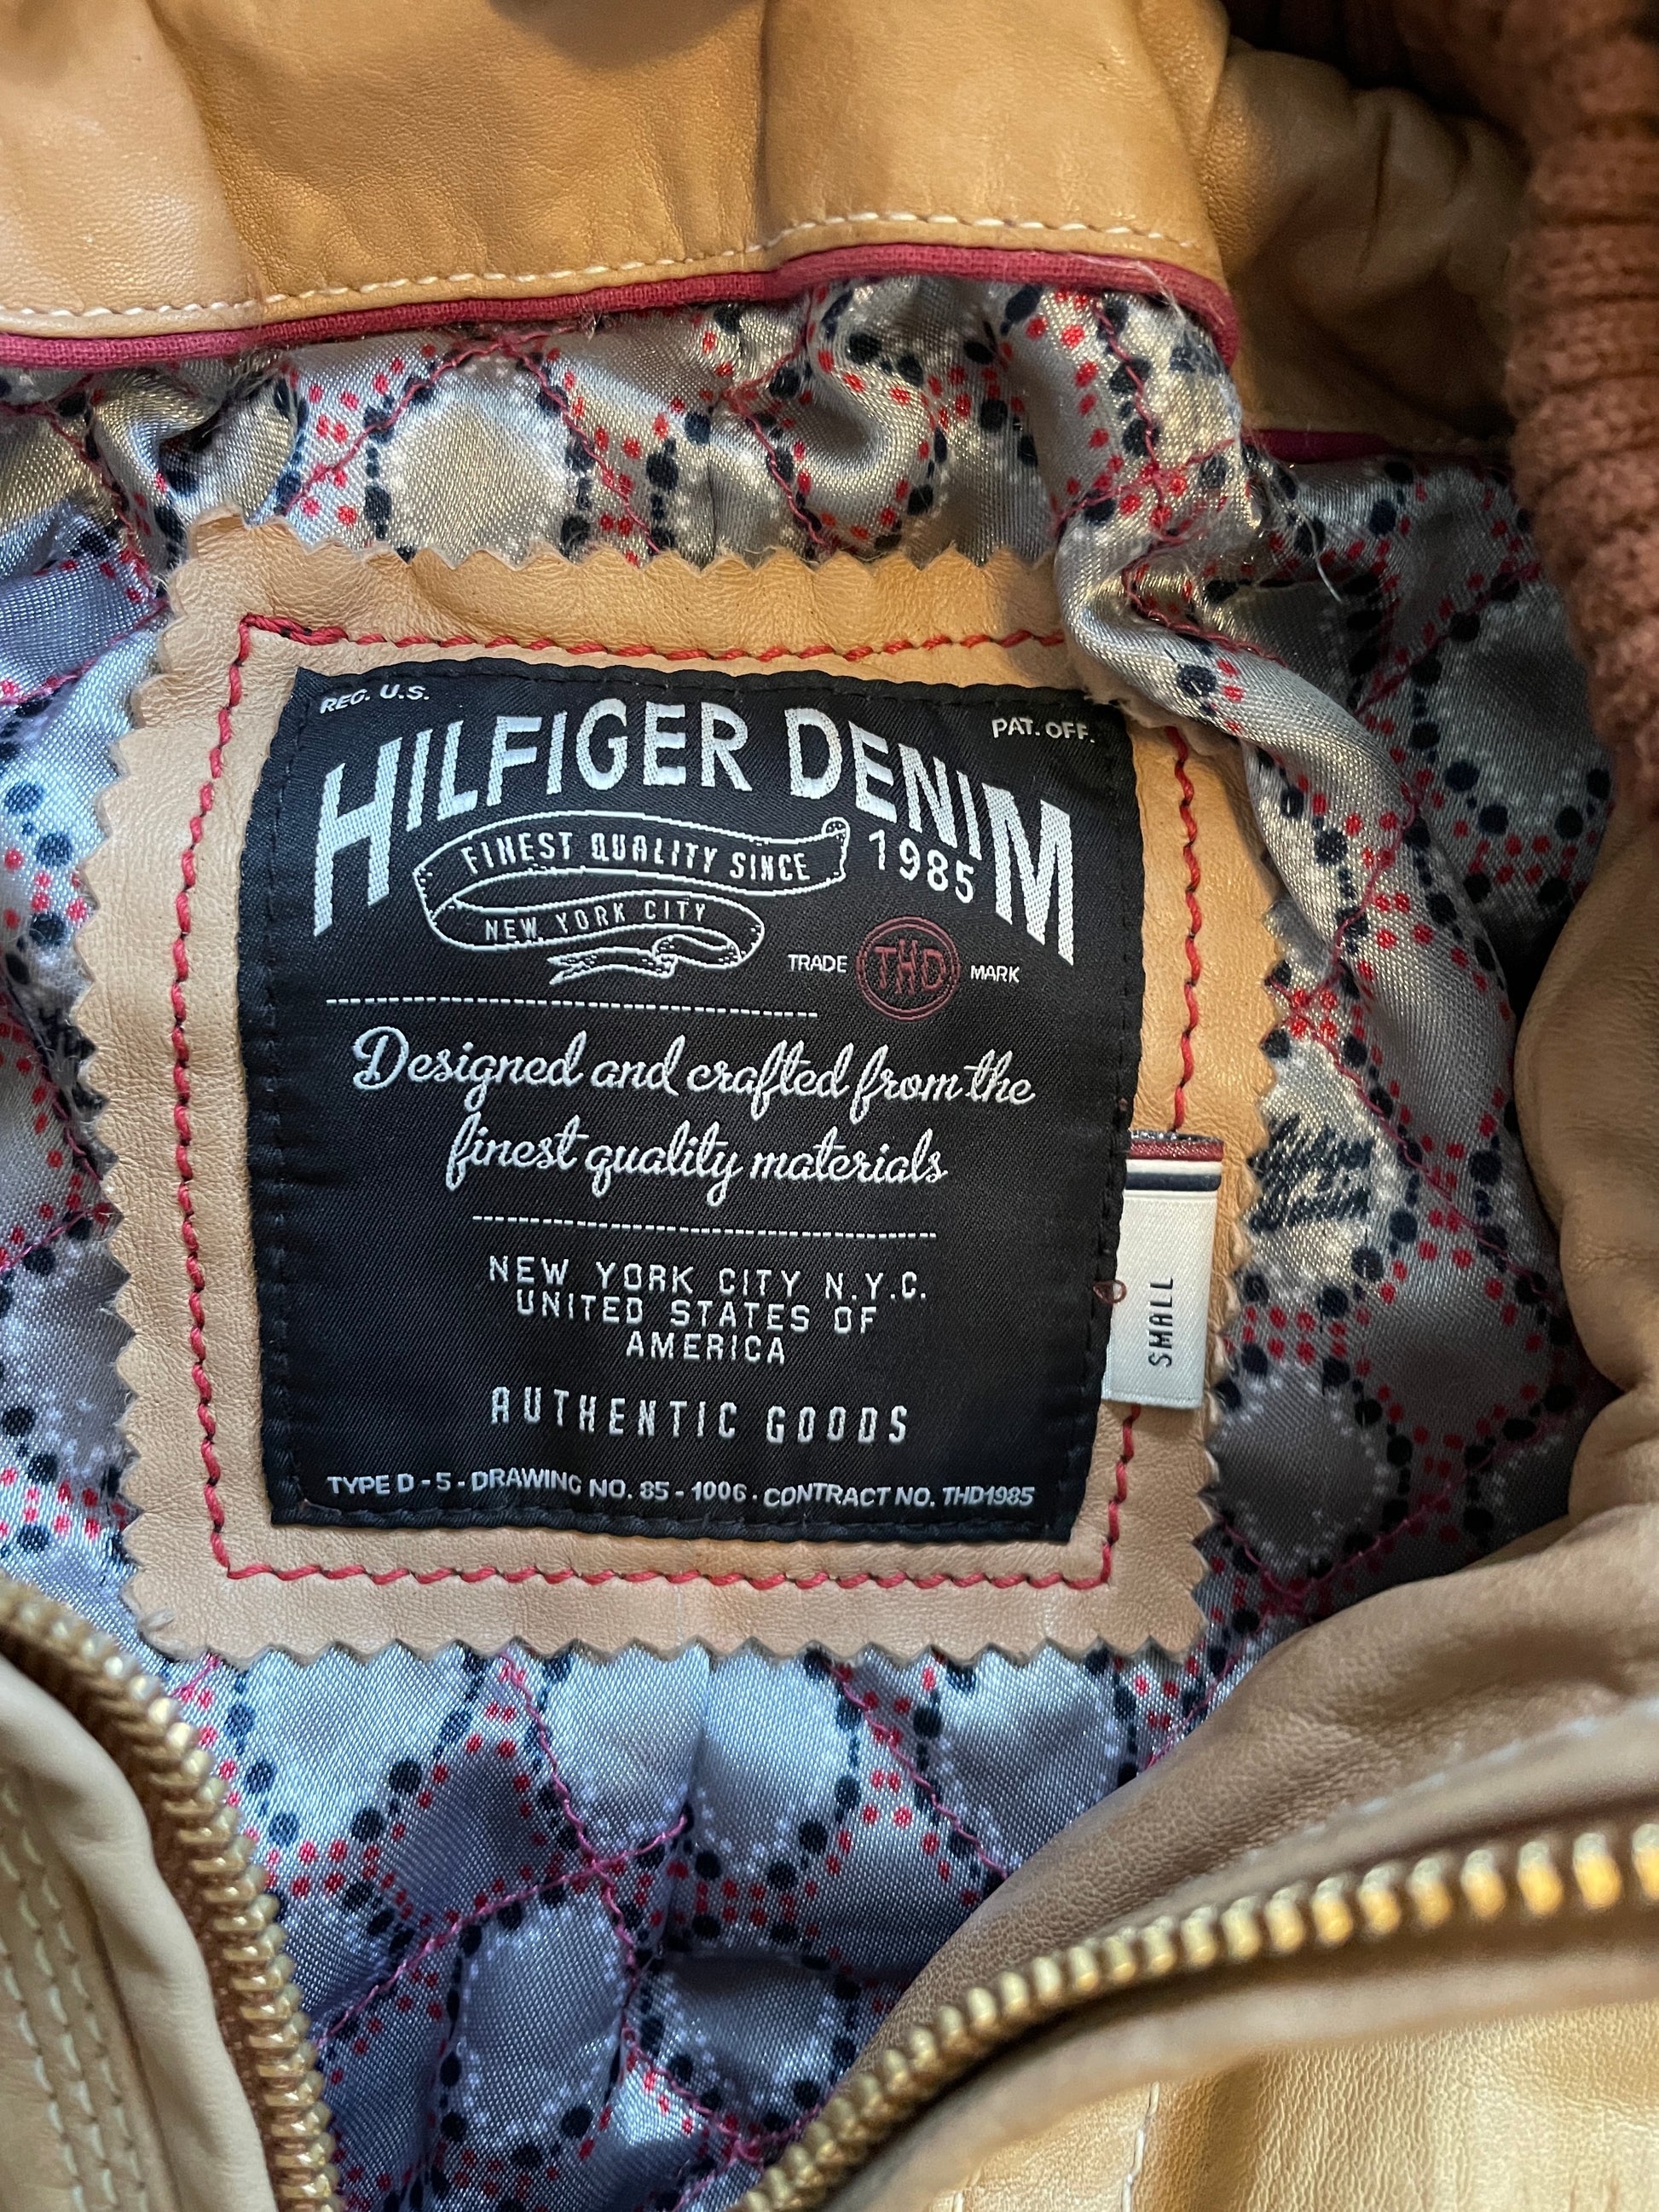 REG. U.S.
PAT. OFF.
HILFIGER DENIM
FINEST QUALITY SINCE
1985
NEW YORK CITY
TRADE THD MARK
Designed and crafted from the
finest quality materials
NEW YORK CITY N.Y.C.
UNITED STATES OF
AMERICA
AUTHENTIC GOODS
TYPE D - 5 - DRAWING NO. 85 - 1006 . CONTRACT NO. THD1985
SMALL
Hilfiger
Denim